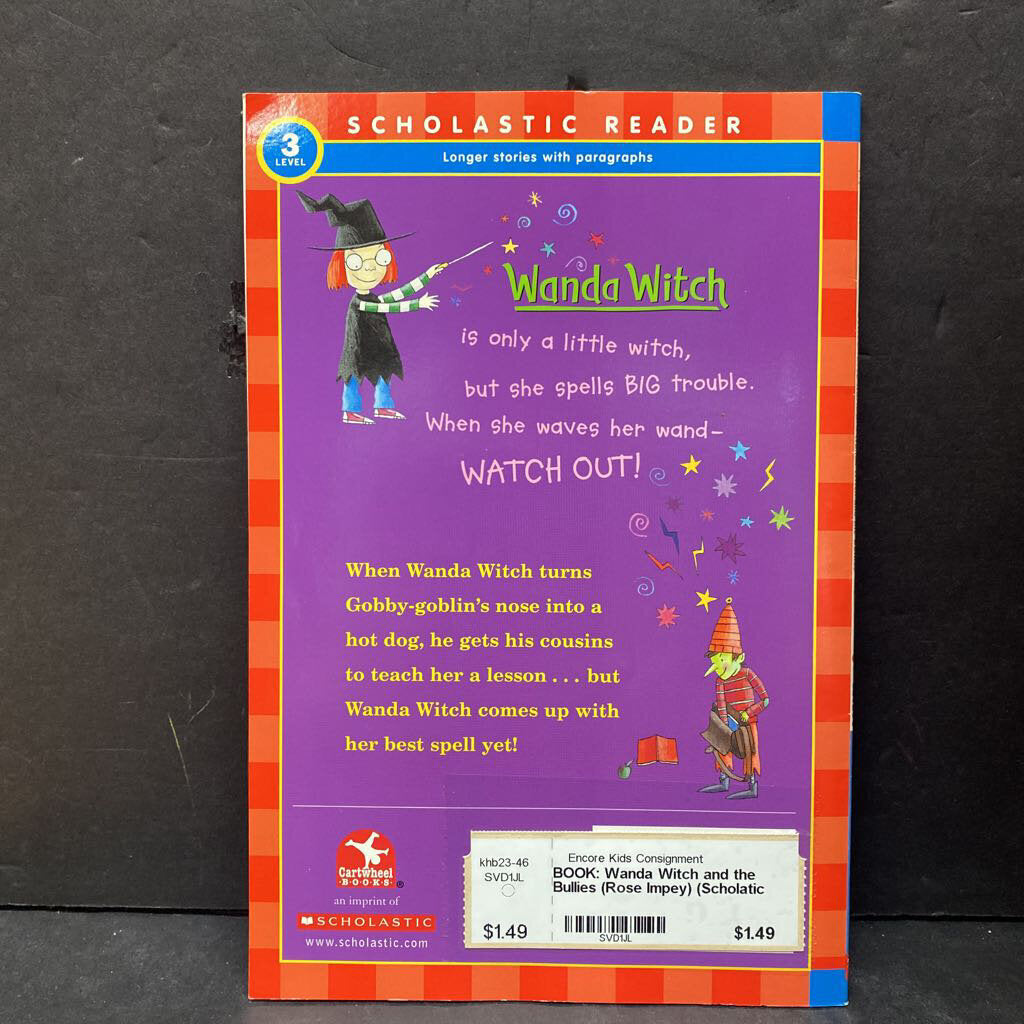 SCHOLASTIC READER
3
LEVEL
Longer stories with paragraphs
Wanda Witch
is only a little witch,
but she spells BIG trouble.
When she waves her wand—
WATCH OUT!
When Wanda Witch turns
Gobby-goblin's nose into a
hot dog, he gets his cousins
to teach her a lesson . . . but
Wanda Witch comes up with
her best spell yet!
Cartwheel
·BOOKS· ®
an imprint of
SCHOLASTIC
www.scholastic.com
khb23-46
SVD1JL
$1.49
Encore Kids Consignment
BOOK: Wanda Witch and the
Bullies (Rose Impey) (Scholatic
SVD1JL
$1.49